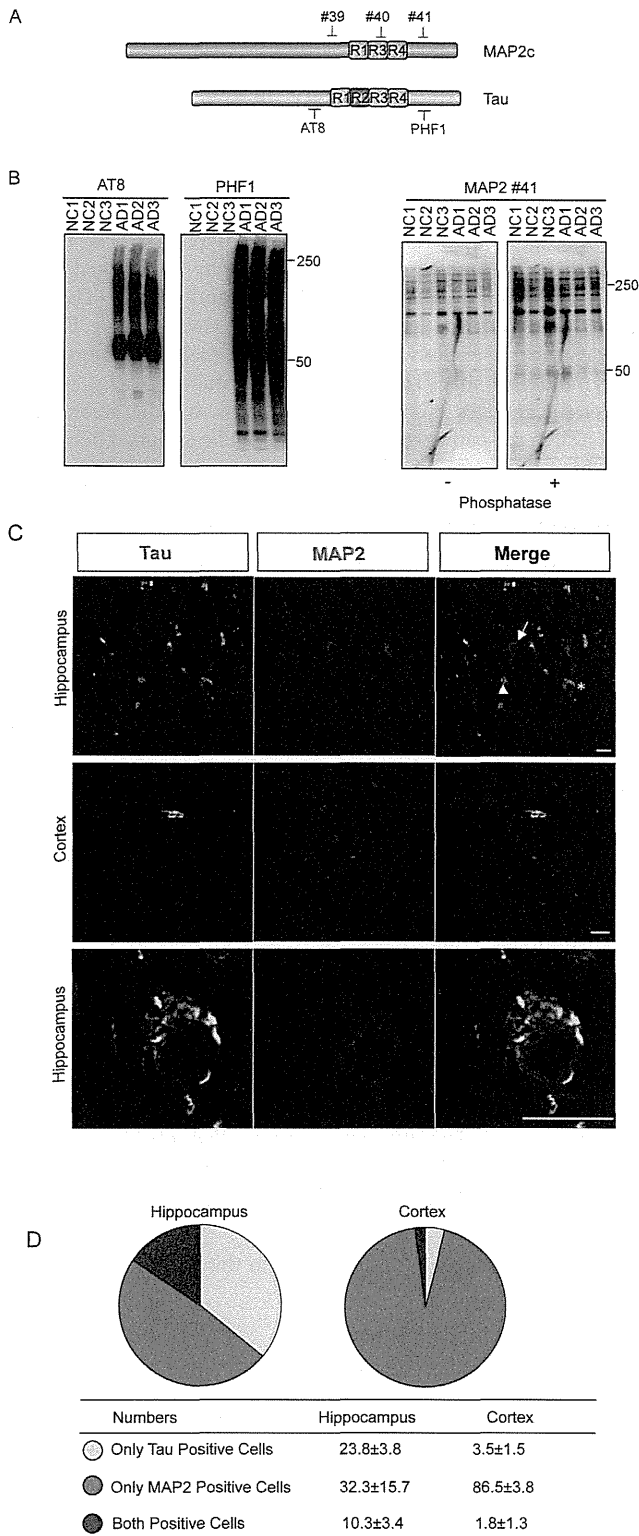 A
#39 #40 #41
R1 R3 R4 MAP2c
R1 R2 R3 R4 Tau
AT8 PHF1
B
AT8 PHF1 MAP2 #41
NC1 NC2 NC3 AD1 AD2 AD3 NC1 NC2 NC3 AD1 AD2 AD3 NC1 NC2 NC3 AD1 AD2 AD3 NC1 NC2 NC3 AD1 AD2 AD3
250 250
50 50
- +
Phosphatase
C
Tau MAP2 Merge
Hippocampus
*
Cortex
Hippocampus
D
Hippocampus Cortex
Numbers Hippocampus Cortex
Only Tau Positive Cells 23.8±3.8 3.5±1.5
Only MAP2 Positive Cells 32.3±15.7 86.5±3.8
Both Positive Cells 10.3±3.4 1.8±1.3